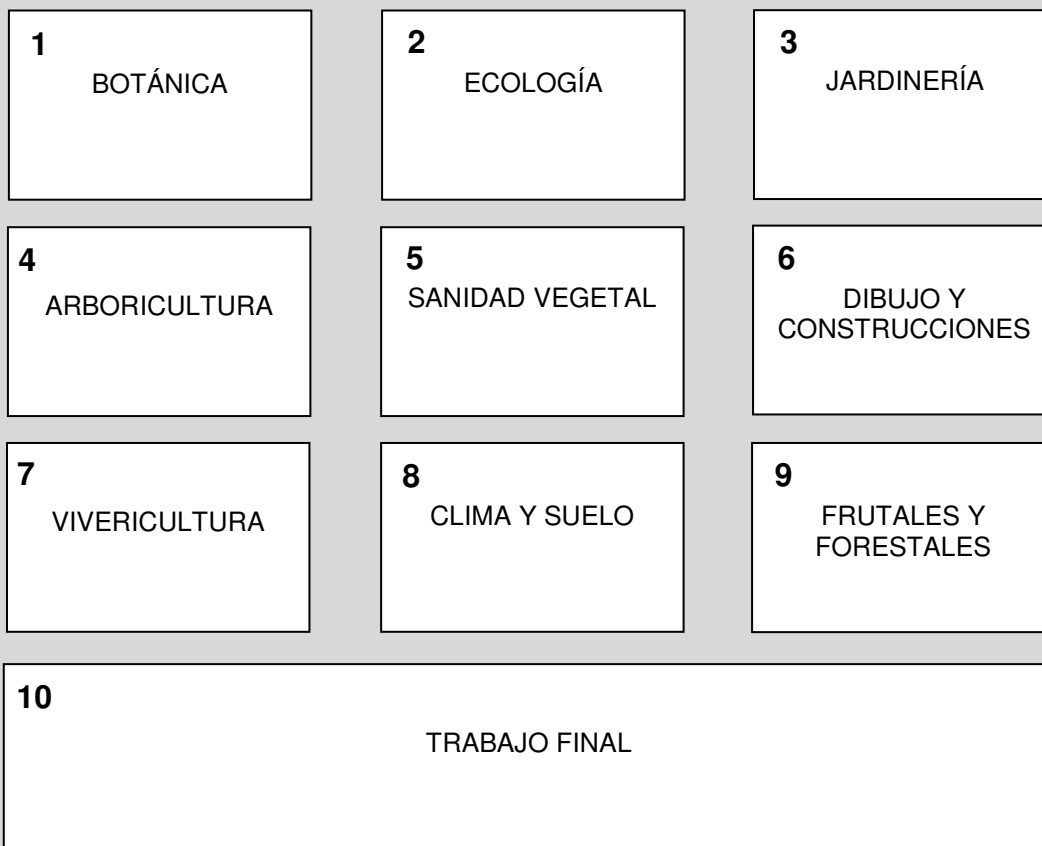 1
BOTÁNICA
2
ECOLOGÍA
3
JARDINERÍA
4
ARBORICULTURA
5
SANIDAD VEGETAL
6
DIBUJO Y
CONSTRUCCIONES
7
VIVERICULTURA
8
CLIMA Y SUELO
9
FRUTALES Y
FORESTALES
10
TRABAJO FINAL